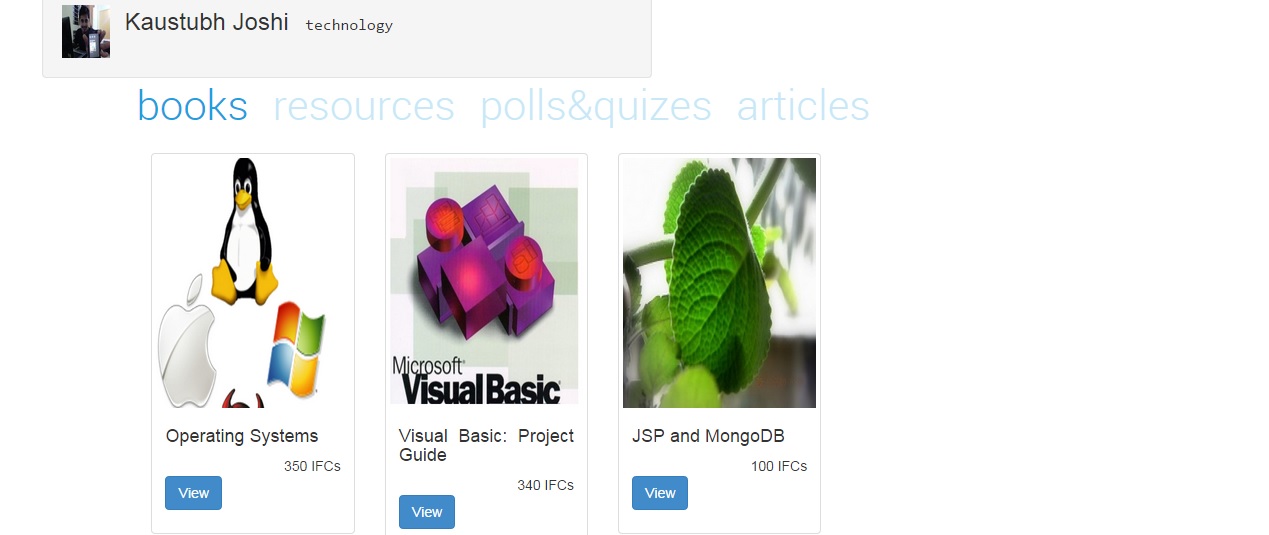 Kaustubh Joshi technology
books resources polls&quizes articles
Microsoft
Visual Basic
Operating Systems
350 IFCs
View
Visual Basic: Project
Guide
340 IFCs
View
JSP and MongoDB
100 IFCs
View